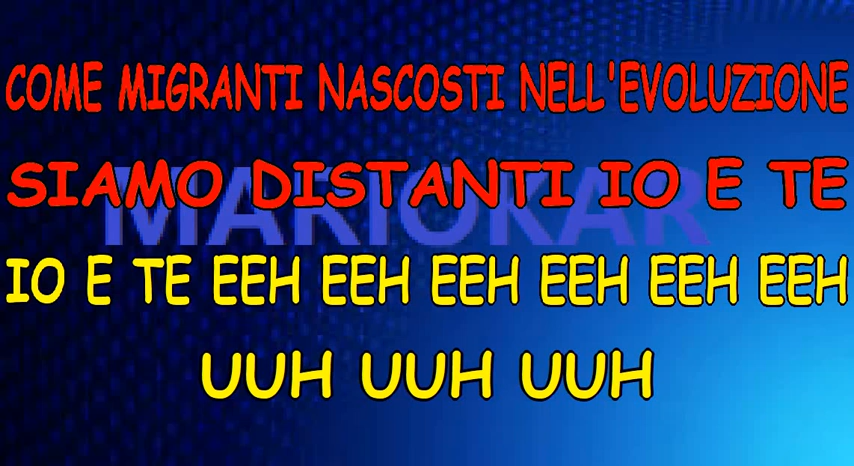 COME MIGRANTI NASCOSTI NELL'EVOLUZIONE
SIAMO DISTANTI IO E TE
MARIOKAR
IO E TE EEH EEH EEH EEH EEH EEH
UUH UUH UUH